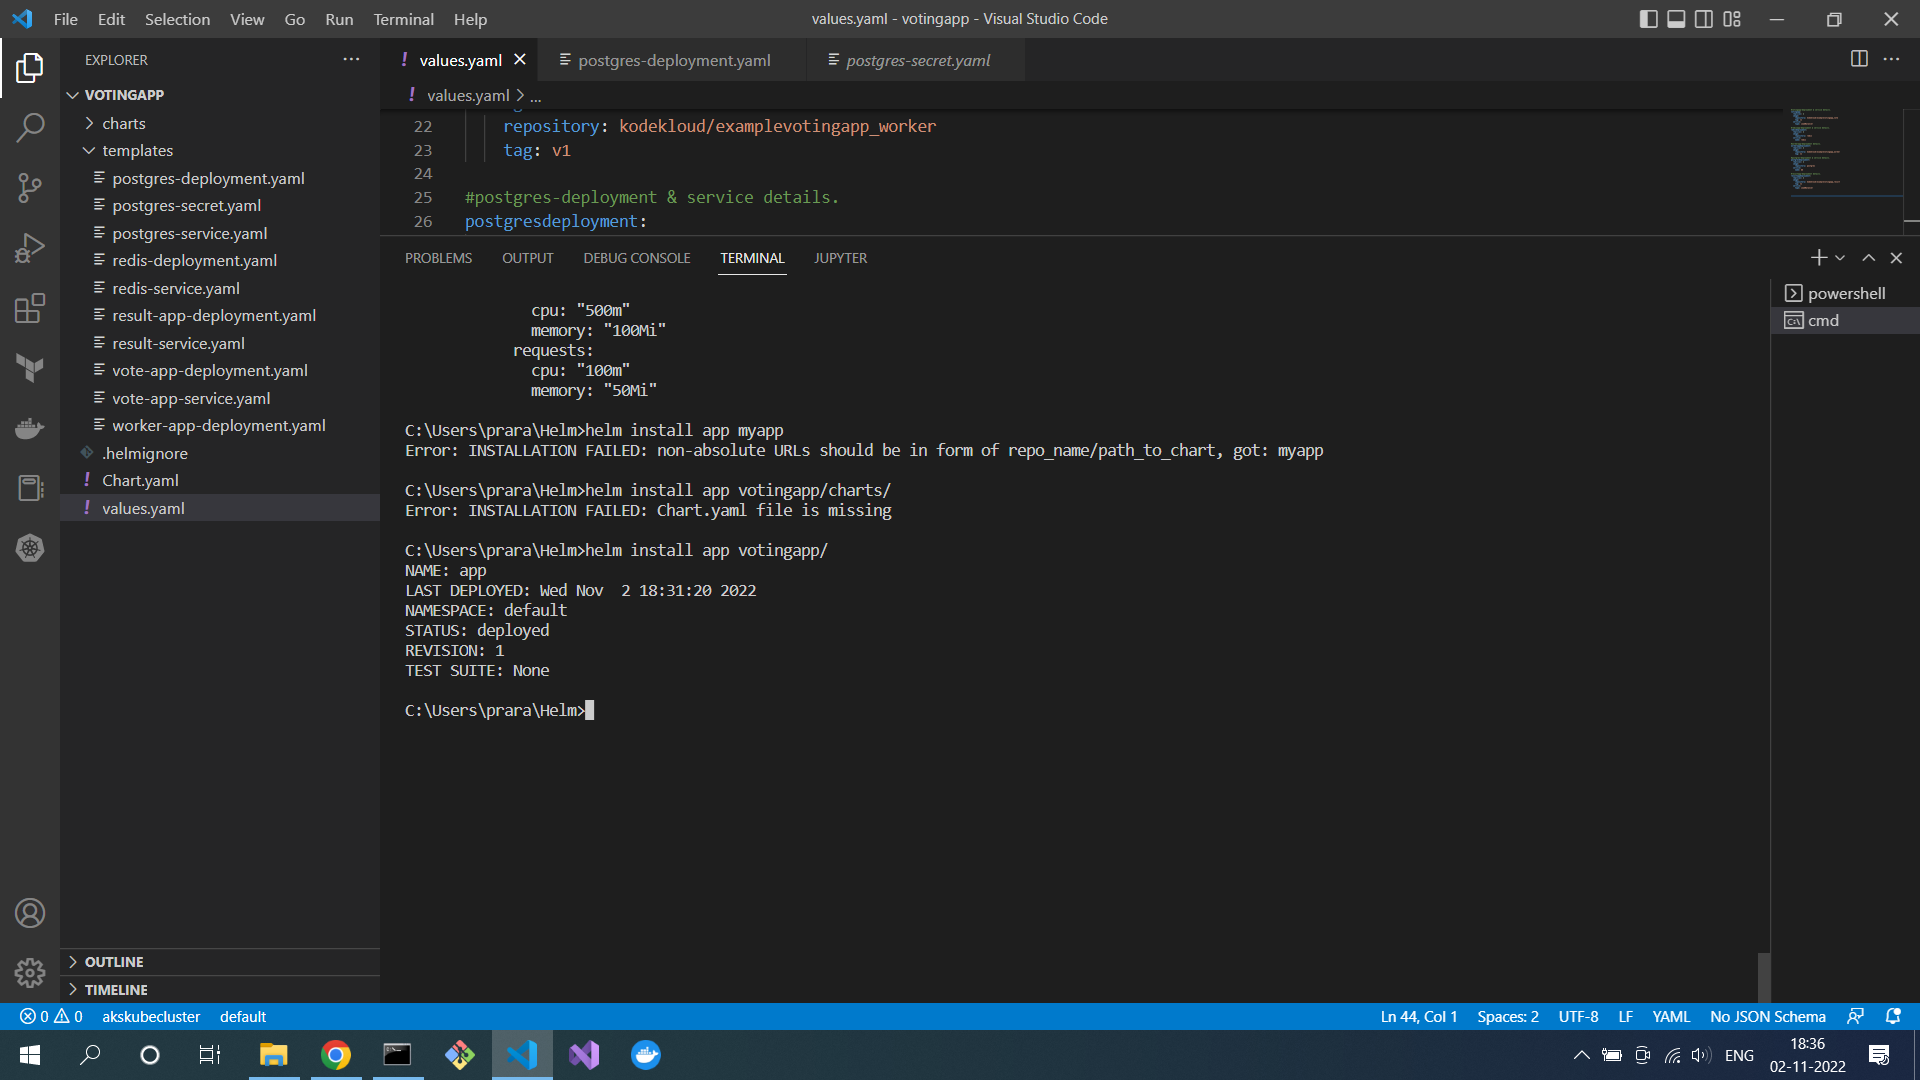 File Edit Selection View Go Run Terminal Help
values.yaml - votingapp - Visual Studio Code
EXPLORER
VOTINGAPP
charts
templates
postgres-deployment.yaml
postgres-secret.yaml
postgres-service.yaml
redis-deployment.yaml
redis-service.yaml
result-app-deployment.yaml
result-service.yaml
vote-app-deployment.yaml
vote-app-service.yaml
worker-app-deployment.yaml
.helmignore
! Chart.yaml
! values.yaml
OUTLINE
TIMELINE
! values.yaml postgres-deployment.yaml postgres-secret.yaml
! values.yaml > ...
22 repository: kodekloud/examplevotingapp_worker
23 tag: v1
24
25 #postgres-deployment & service details.
26 postgresdeployment:
PROBLEMS OUTPUT DEBUG CONSOLE TERMINAL JUPYTER
cpu: "500m"
memory: "100Mi"
requests:
cpu: "100m"
memory: "50Mi"
C:\Users\prara\Helm>helm install app myapp
Error: INSTALLATION FAILED: non-absolute URLs should be in form of repo_name/path_to_chart, got: myapp
C:\Users\prara\Helm>helm install app votingapp/charts/
Error: INSTALLATION FAILED: Chart.yaml file is missing
C:\Users\prara\Helm>helm install app votingapp/
NAME: app
LAST DEPLOYED: Wed Nov  2 18:31:20 2022
NAMESPACE: default
STATUS: deployed
REVISION: 1
TEST SUITE: None
C:\Users\prara\Helm>
powershell
cmd
0 0 akskubecluster default
Ln 44, Col 1 Spaces: 2 UTF-8 LF YAML No JSON Schema
ENG
18:36
02-11-2022